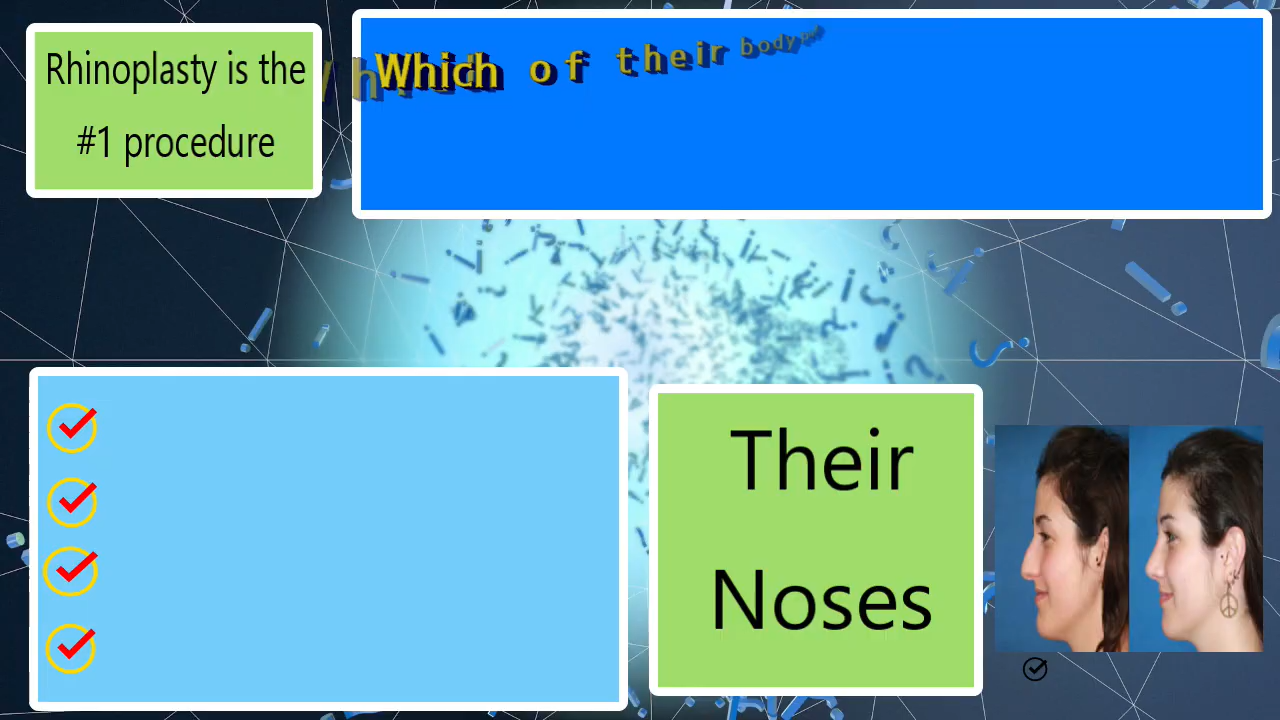 Rhinoplasty is the
#1 procedure
Which of their body
Their
Noses